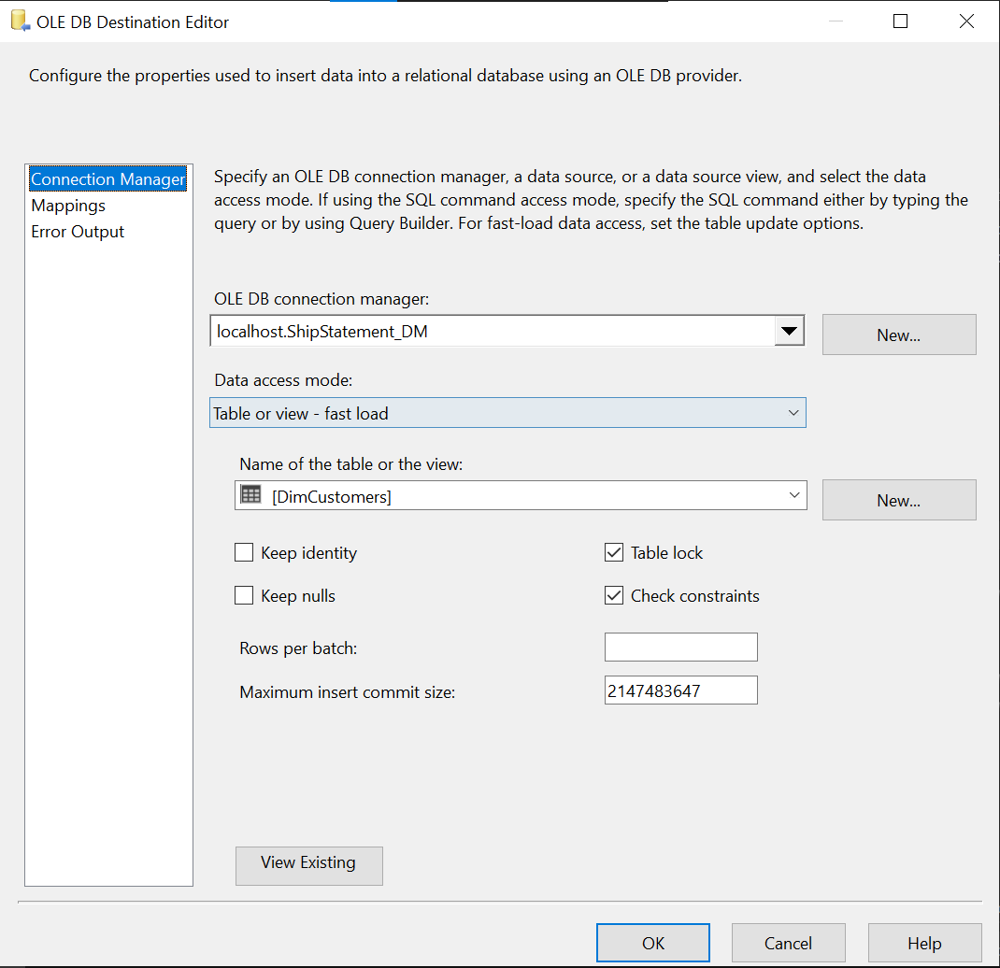 OLE DB Destination Editor
Configure the properties used to insert data into a relational database using an OLE DB provider.
Connection Manager
Mappings
Error Output
Specify an OLE DB connection manager, a data source, or a data source view, and select the data
access mode. If using the SQL command access mode, specify the SQL command either by typing the
query or by using Query Builder. For fast-load data access, set the table update options.
OLE DB connection manager:
localhost.ShipStatement_DM
New...
Data access mode:
Table or view - fast load
Name of the table or the view:
[DimCustomers]
New...
Keep identity
Table lock
Keep nulls
Check constraints
Rows per batch:
Maximum insert commit size:
2147483647
View Existing
OK
Cancel
Help